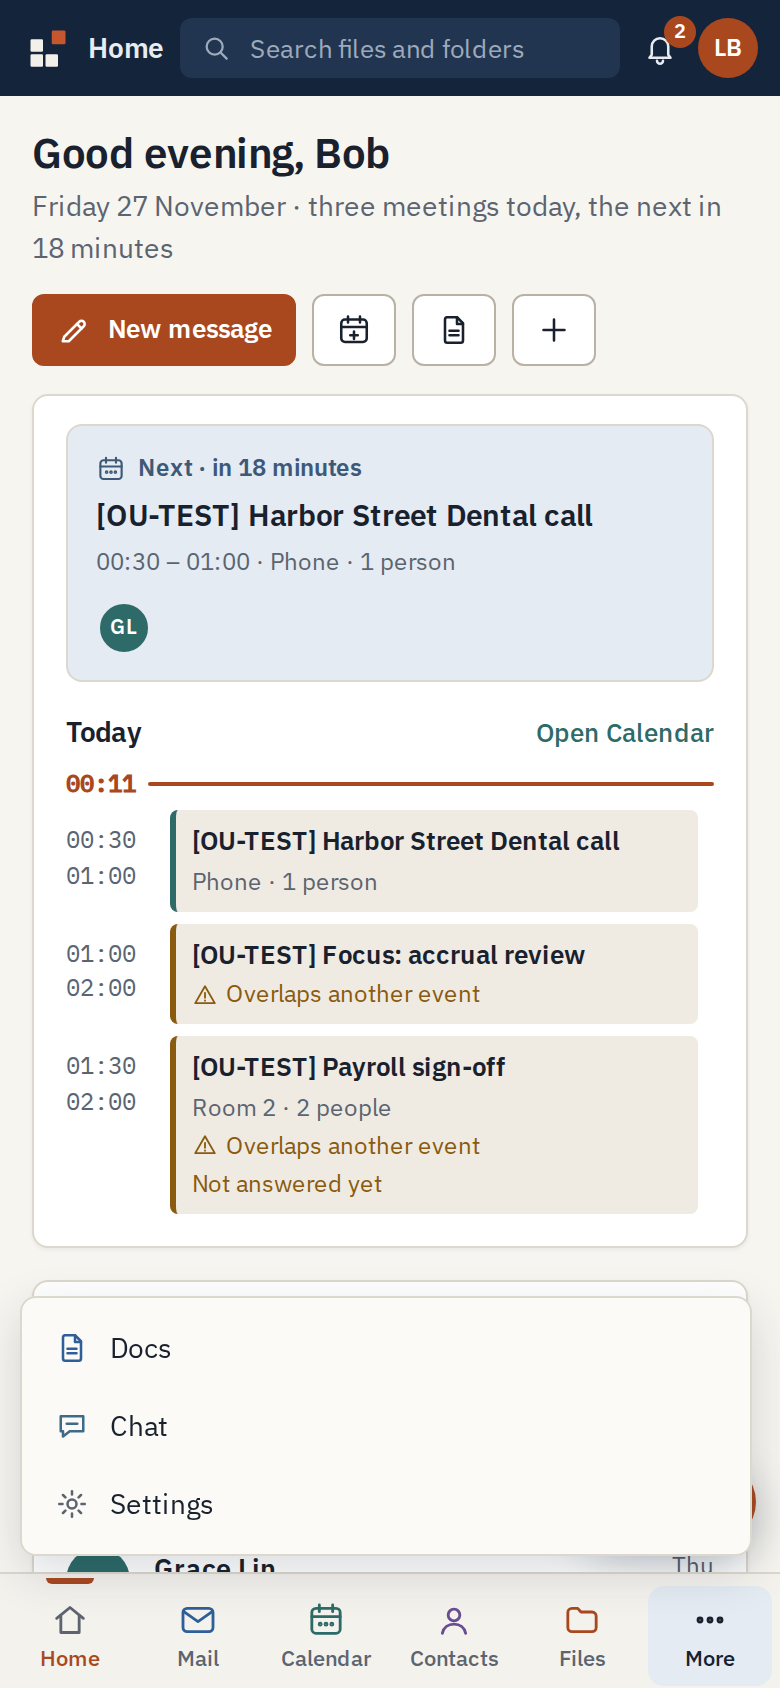 Home
Search files and folders
2
LB
Good evening, Bob
Friday 27 November · three meetings today, the next in
18 minutes
New message
Next · in 18 minutes
[OU-TEST] Harbor Street Dental call
00:30 – 01:00 · Phone · 1 person
GL
Today
Open Calendar
00:11
00:30
01:00
[OU-TEST] Harbor Street Dental call
Phone · 1 person
01:00
02:00
[OU-TEST] Focus: accrual review
Overlaps another event
01:30
02:00
[OU-TEST] Payroll sign-off
Room 2 · 2 people
Overlaps another event
Not answered yet
Docs
Chat
Settings
Grace Lin
Thu
Home
Mail
Calendar
Contacts
Files
More